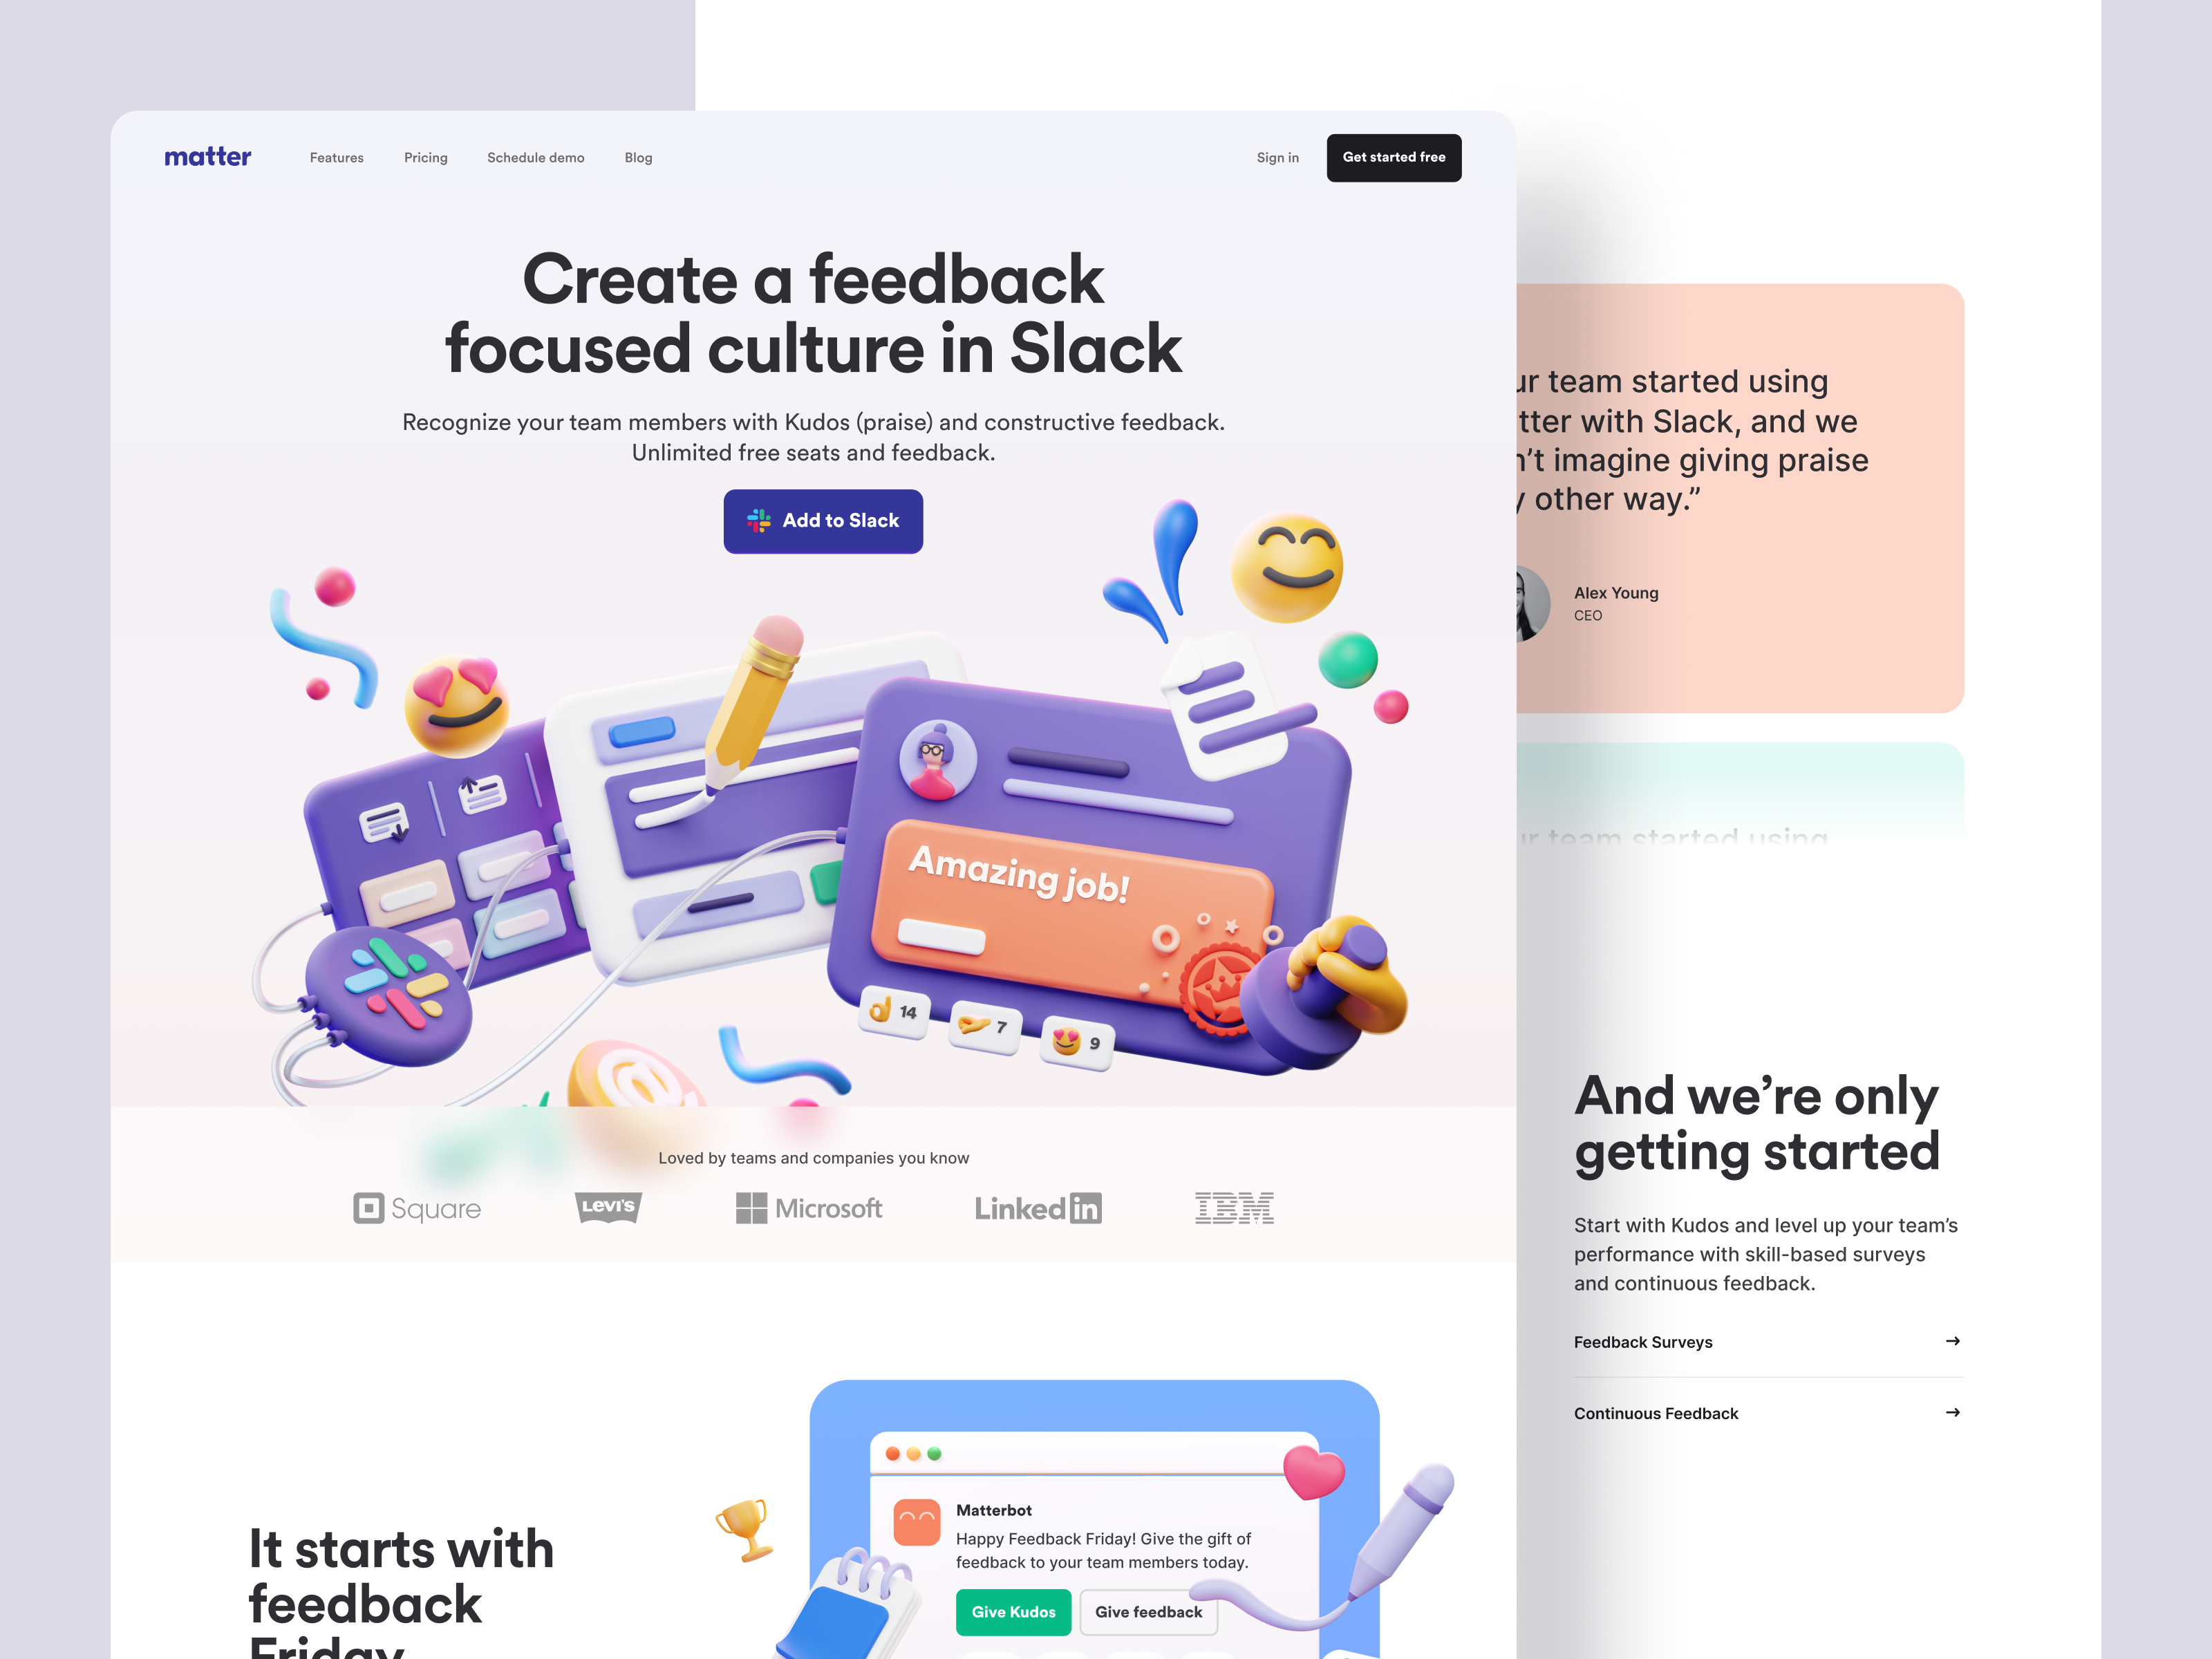 matter
Features
Pricing
Schedule demo
Blog
Sign in
Get started free
Create a feedback
focused culture in Slack
Recognize your team members with Kudos (praise) and constructive feedback.
Unlimited free seats and feedback.
Add to Slack
Amazing job!
14
7
9
@
Loved by teams and companies you know
Square
Levi's
Microsoft
Linkedin
IBM
It starts with
feedback
Friday
Matterbot
Happy Feedback Friday! Give the gift of
feedback to your team members today.
Give Kudos
Give feedback
team started using
with Slack, and we
imagine giving praise
other way.”
Alex Young
CEO
team started using
And we’re only
getting started
Start with Kudos and level up your team’s
performance with skill-based surveys
and continuous feedback.
Feedback Surveys
Continuous Feedback